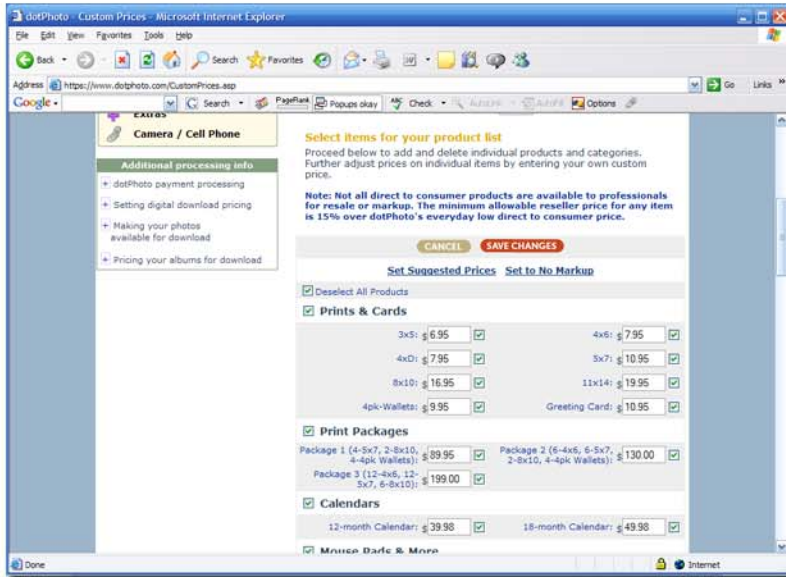 dotPhoto - Custom Prices - Microsoft Internet Explorer
File Edit View Favorites Tools Help
Back Search Favorites
Address https://www.dotphoto.com/CustomPrices.asp Go Links »
Google Search PageRank Popups okay Check AutoLink AutoFill Options
Extras
Camera / Cell Phone
Additional processing info
dotPhoto payment processing
Setting digital download pricing
Making your photos
available for download
Pricing your albums for download
Select items for your product list
Proceed below to add and delete individual products and categories.
Further adjust prices on individual items by entering your own custom
price.
Note: Not all direct to consumer products are available to professionals
for resale or markup. The minimum allowable reseller price for any item
is 15% over dotPhoto's everyday low direct to consumer price.
CANCEL SAVE CHANGES
Set Suggested Prices Set to No Markup
Deselect All Products
Prints & Cards
3x5: $ 6.95 4x6: $ 7.95
4xD: $ 7.95 5x7: $ 10.95
8x10: $ 16.95 11x14: $ 19.95
4pk-Wallets: $ 9.95 Greeting Card: $ 10.95
Print Packages
Package 1 (4-5x7, 2-8x10,
4-4pk Wallets): $ 89.95
Package 2 (6-4x6, 6-5x7,
2-8x10, 4-4pk Wallets): $ 130.00
Package 3 (12-4x6, 12-
5x7, 6-8x10): $ 199.00
Calendars
12-month Calendar: $ 39.98 18-month Calendar: $ 49.98
Mouse Pads & More
Done Internet